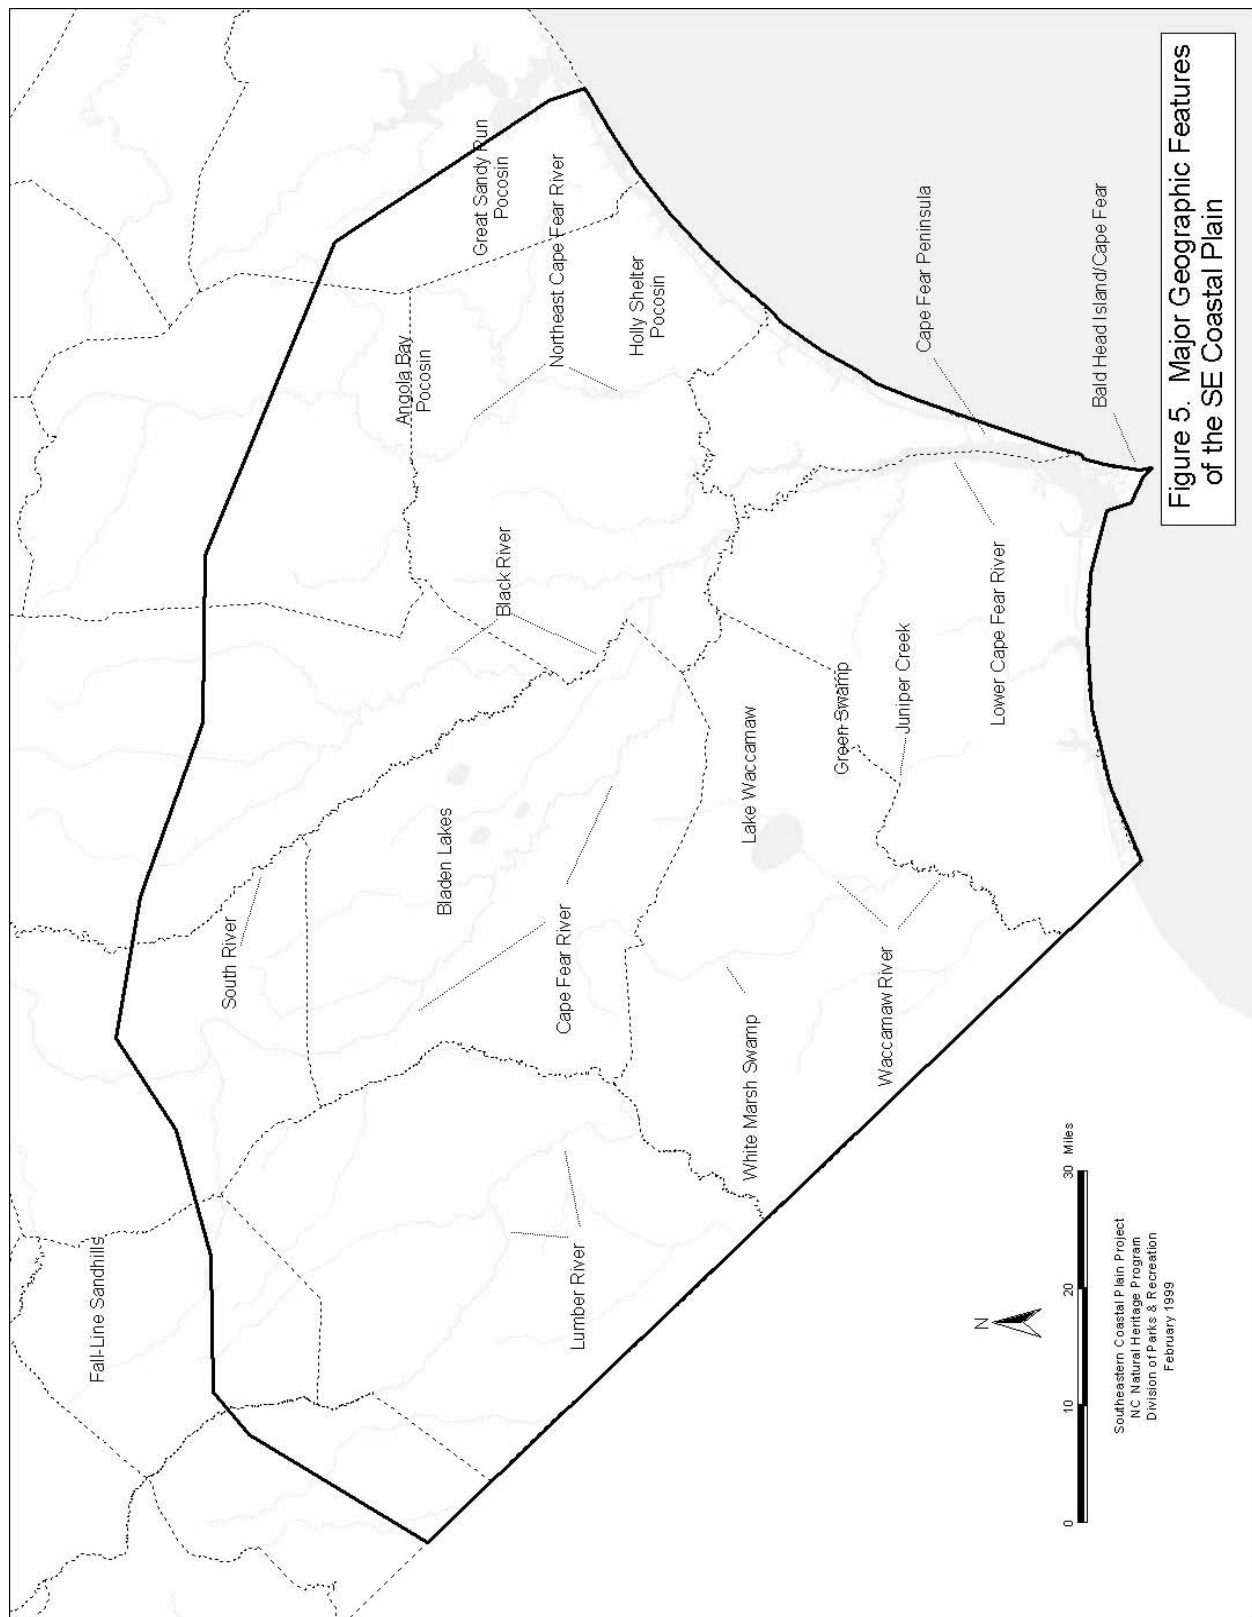 Fall-Line Sandhills
South River
Bladen Lakes
Black River
Angola Bay
Pocosin
Great Sandy Run
Pocosin
Northeast Cape Fear River
Holly Shelter
Pocosin
Lumber River
Cape Fear River
White Marsh Swamp
Lake Waccamaw
Green Swamp
Juniper Creek
Waccamaw River
Lower Cape Fear River
Cape Fear Peninsula
Bald Head Island/Cape Fear
N
0 10 20 30 Miles
Southeastern Coastal Plain Project
NC Natural Heritage Program
Division of Parks & Recreation
February 1999
Figure 5. Major Geographic Features
of the SE Coastal Plain